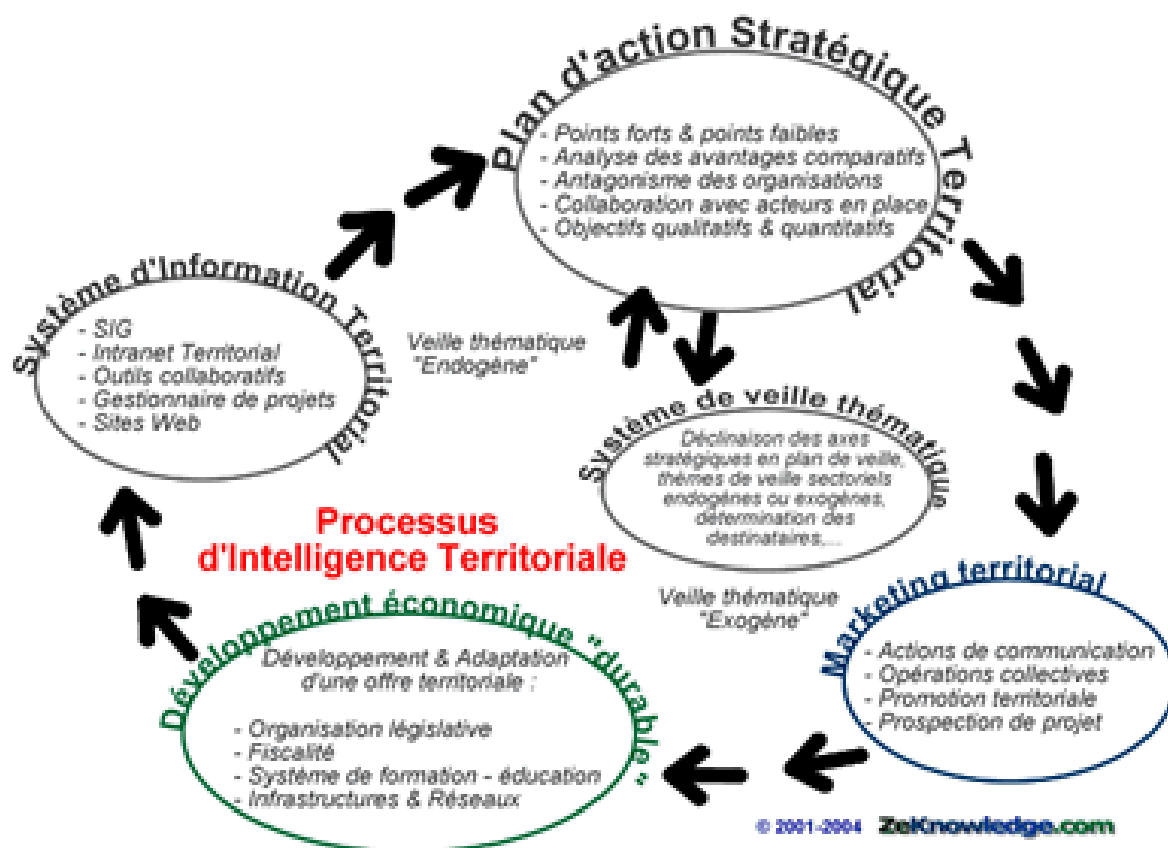 Plan d'action Stratégique Territorial
- Points forts & points faibles
- Analyse des avantages comparatifs
- Antagonisme des organisations
- Collaboration avec acteurs en place
- Objectifs qualitatifs & quantitatifs
Système d'Information Territorial
- SIG
- Intranet Territorial
- Outils collaboratifs
- Gestionnaire de projets
- Sites Web
Veille thématique
"Endogène"
Système de veille thématique
Déclinaison des axes
stratégiques en plan de veille,
thèmes de veille sectoriels
endogènes ou exogènes,
détermination des
destinataires,...
Veille thématique
"Exogène"
Processus
d'Intelligence Territoriale
Marketing territorial
- Actions de communication
- Opérations collectives
- Promotion territoriale
- Prospection de projet
Développement économique "durable"
Développement & Adaptation
d'une offre territoriale :
- Organisation législative
- Fiscalité
- Système de formation - éducation
- Infrastructures & Réseaux
© 2001-2004 ZeKnowledge.com